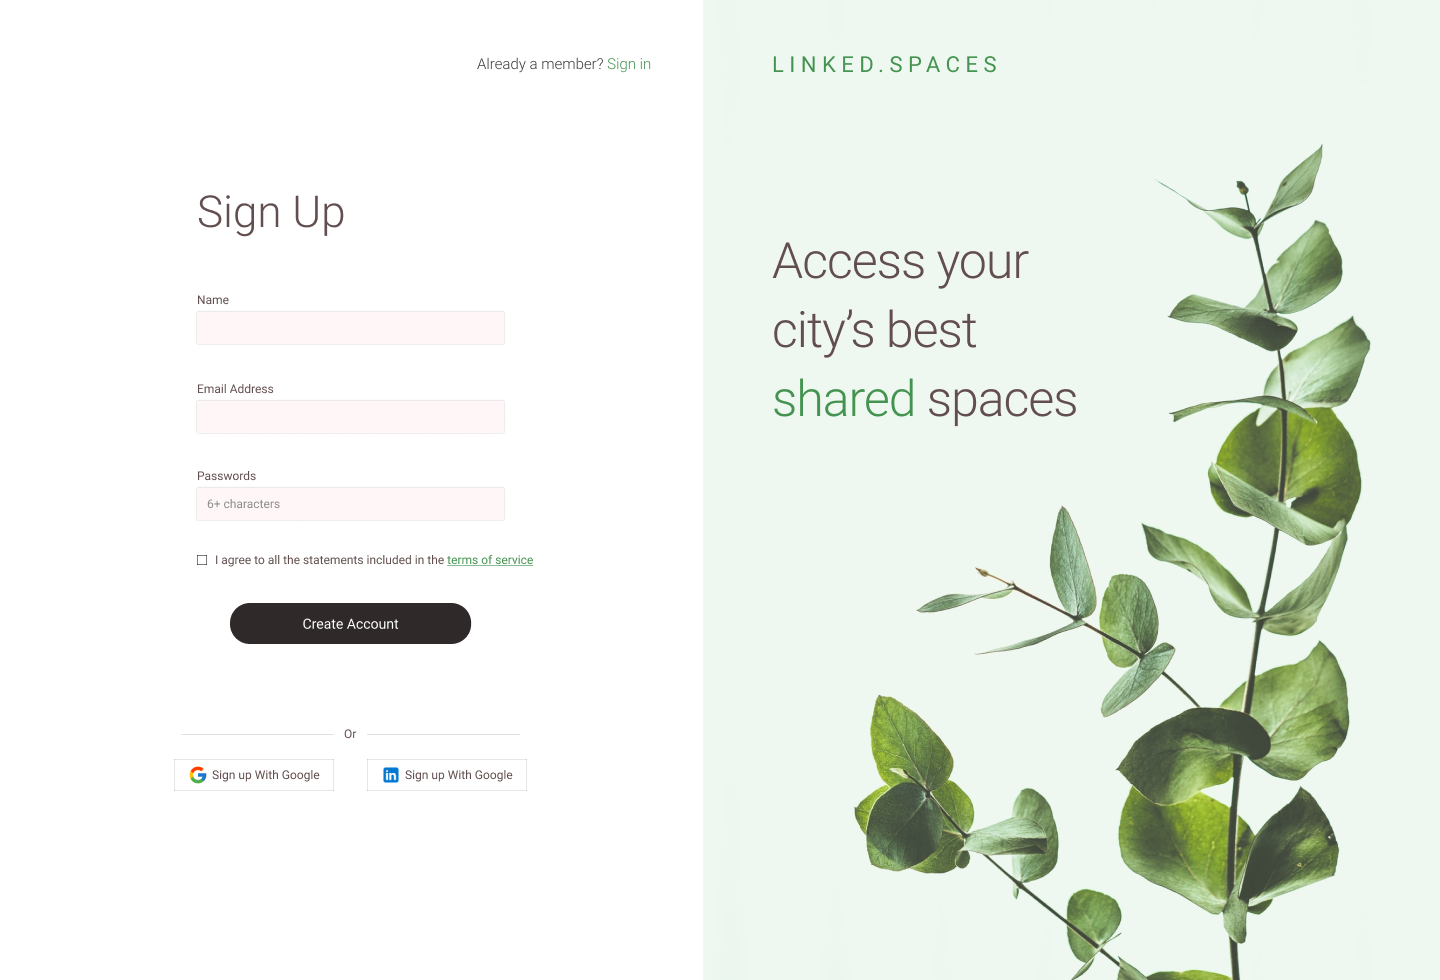 Already a member? Sign in
Sign Up
Name
Email Address
Passwords
6+ characters
I agree to all the statements included in the terms of service
Create Account
Or
Sign up With Google
Sign up With Google
LINKED.SPACES
Access your
city’s best
shared spaces